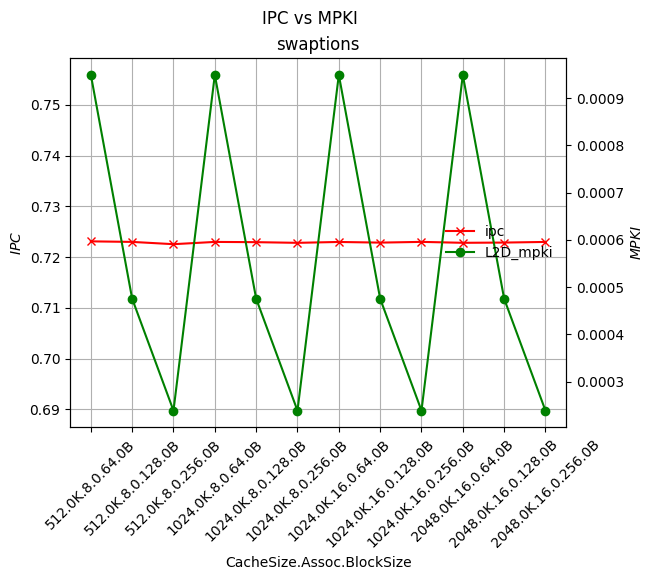 IPC vs MPKI
swaptions
0.75
0.74
0.73
0.72
0.71
0.70
0.69
IPC
0.0009
0.0008
0.0007
0.0006
0.0005
0.0004
0.0003
MPKI
ipc
L2D_mpki
512.0K.8.0.64.0B
512.0K.8.0.128.0B
512.0K.8.0.256.0B
1024.0K.8.0.64.0B
1024.0K.8.0.128.0B
1024.0K.8.0.256.0B
1024.0K.16.0.64.0B
1024.0K.16.0.128.0B
1024.0K.16.0.256.0B
2048.0K.16.0.64.0B
2048.0K.16.0.128.0B
2048.0K.16.0.256.0B
CacheSize.Assoc.BlockSize